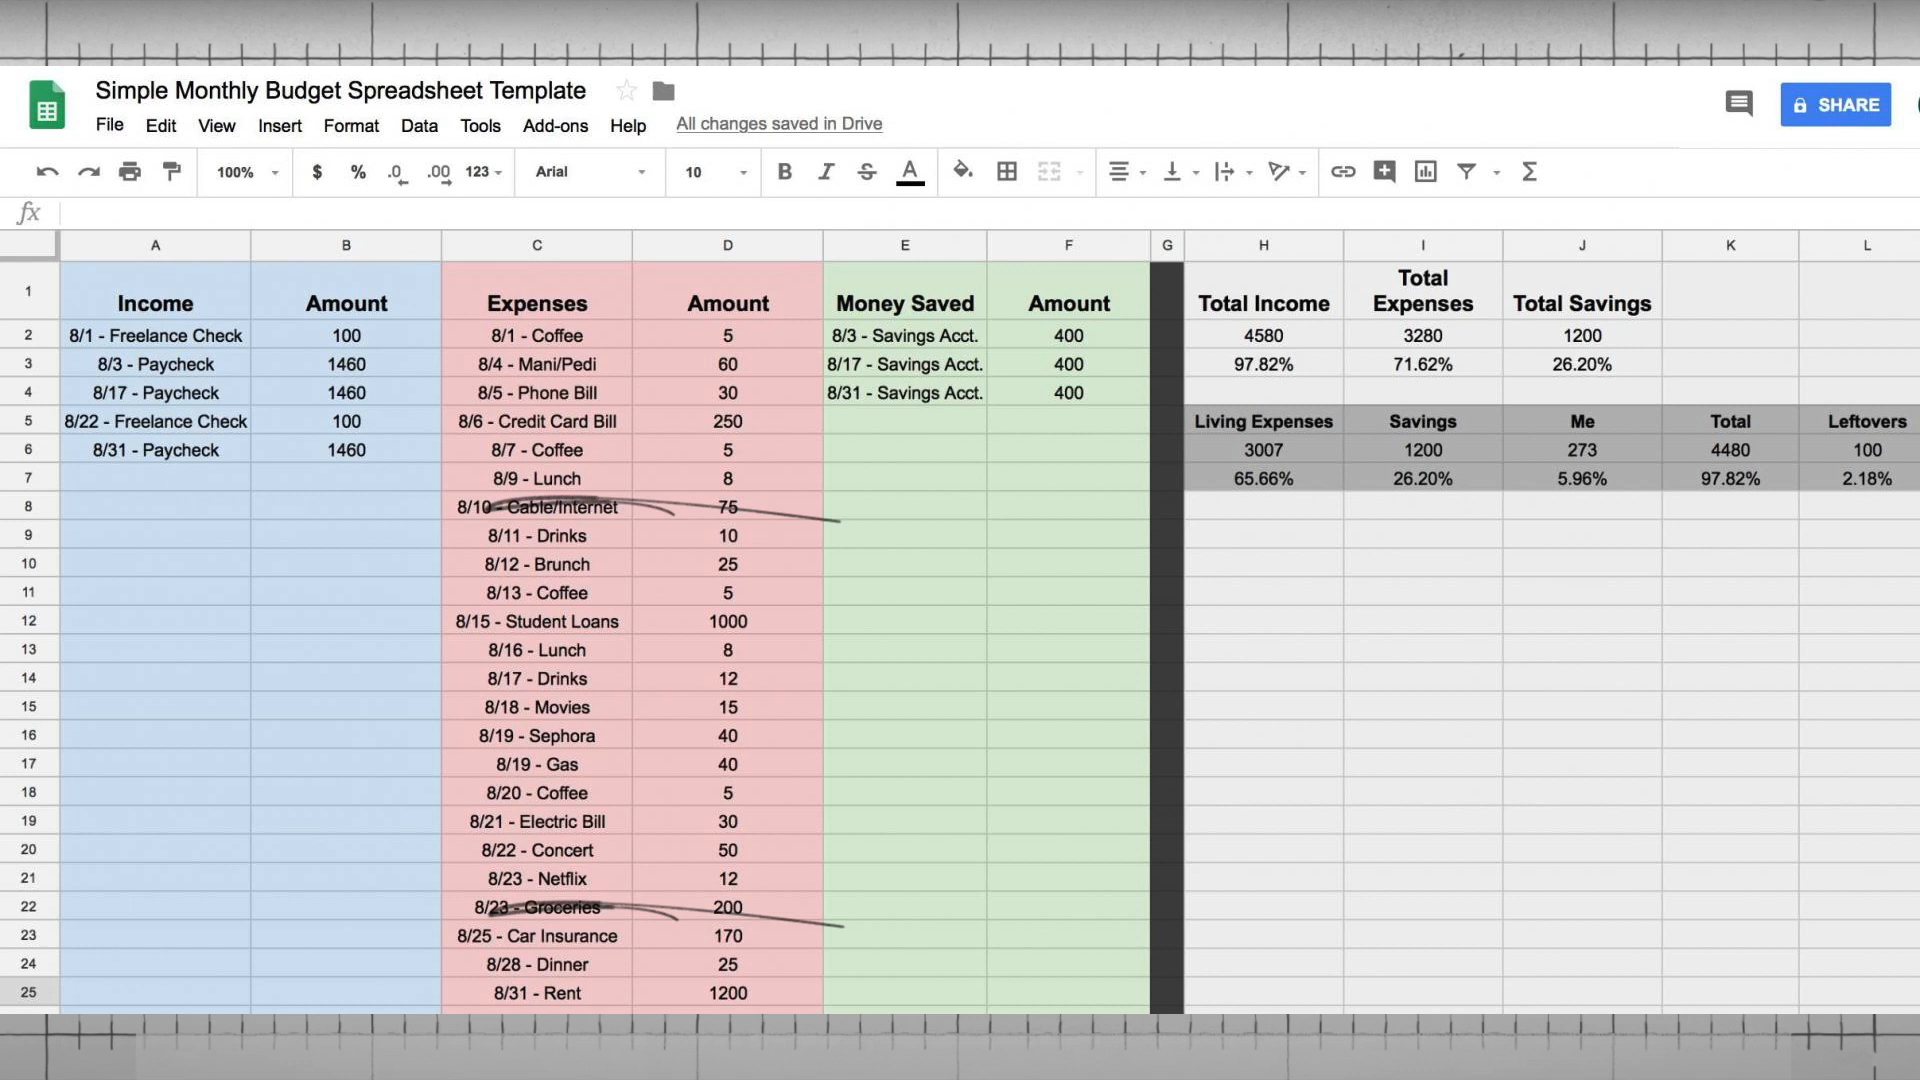 Simple Monthly Budget Spreadsheet Template
File Edit View Insert Format Data Tools Add-ons Help All changes saved in Drive
SHARE
100% $ % .0 .00 123 Arial 10 B I S A Σ
fx
A B C D E F G H I J K L
1 Income Amount Expenses Amount Money Saved Amount Total Income Total Expenses Total Savings
2 8/1 - Freelance Check 100 8/1 - Coffee 5 8/3 - Savings Acct. 400 4580 3280 1200
3 8/3 - Paycheck 1460 8/4 - Mani/Pedi 60 8/17 - Savings Acct. 400 97.82% 71.62% 26.20%
4 8/17 - Paycheck 1460 8/5 - Phone Bill 30 8/31 - Savings Acct. 400
5 8/22 - Freelance Check 100 8/6 - Credit Card Bill 250 Living Expenses Savings Me Total Leftovers
6 8/31 - Paycheck 1460 8/7 - Coffee 5 3007 1200 273 4480 100
7 8/9 - Lunch 8 65.66% 26.20% 5.96% 97.82% 2.18%
8 8/10 - Cable/Internet 75
9 8/11 - Drinks 10
10 8/12 - Brunch 25
11 8/13 - Coffee 5
12 8/15 - Student Loans 1000
13 8/16 - Lunch 8
14 8/17 - Drinks 12
15 8/18 - Movies 15
16 8/19 - Sephora 40
17 8/19 - Gas 40
18 8/20 - Coffee 5
19 8/21 - Electric Bill 30
20 8/22 - Concert 50
21 8/23 - Netflix 12
22 8/23 - Groceries 200
23 8/25 - Car Insurance 170
24 8/28 - Dinner 25
25 8/31 - Rent 1200